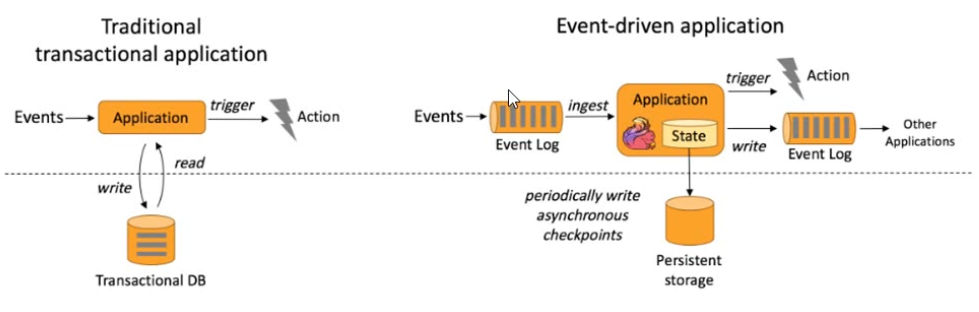 Traditional
transactional application
Events
Application
trigger
Action
write
read
Transactional DB
Event-driven application
Events
Event Log
ingest
Application
State
trigger
Action
write
Event Log
Other
Applications
periodically write
asynchronous
checkpoints
Persistent
storage